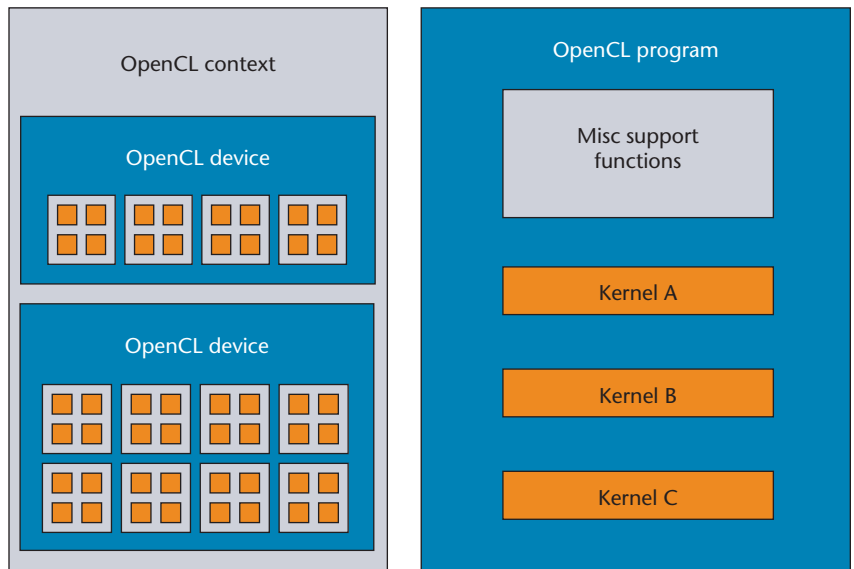 OpenCL context
OpenCL device
OpenCL device
OpenCL program
Misc support
functions
Kernel A
Kernel B
Kernel C